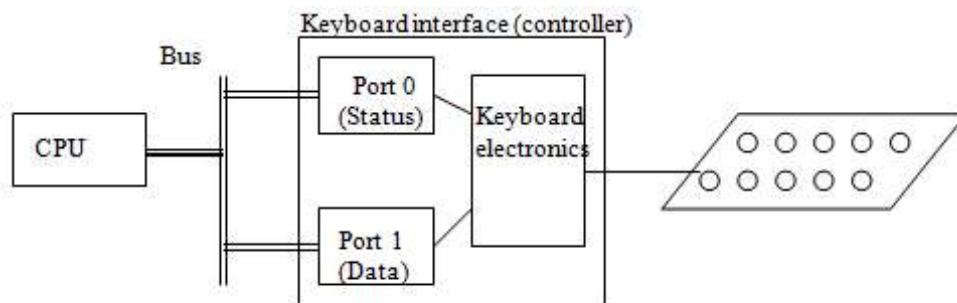 Keyboard interface (controller)
Bus
Port 0
(Status)
Keyboard
electronics
CPU
Port 1
(Data)